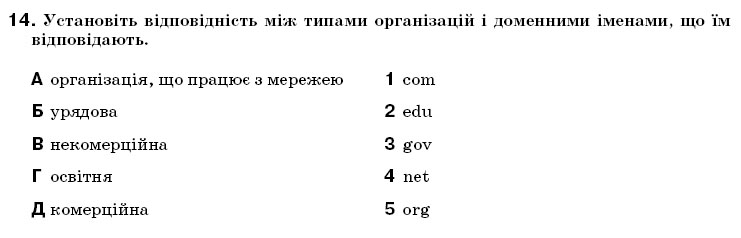 14. Установіть відповідність між типами організацій і доменними іменами, що їм
відповідають.
А організація, що працює з мережею 1 com
Б урядова 2 edu
В некомерційна 3 gov
Г освітня 4 net
Д комерційна 5 org